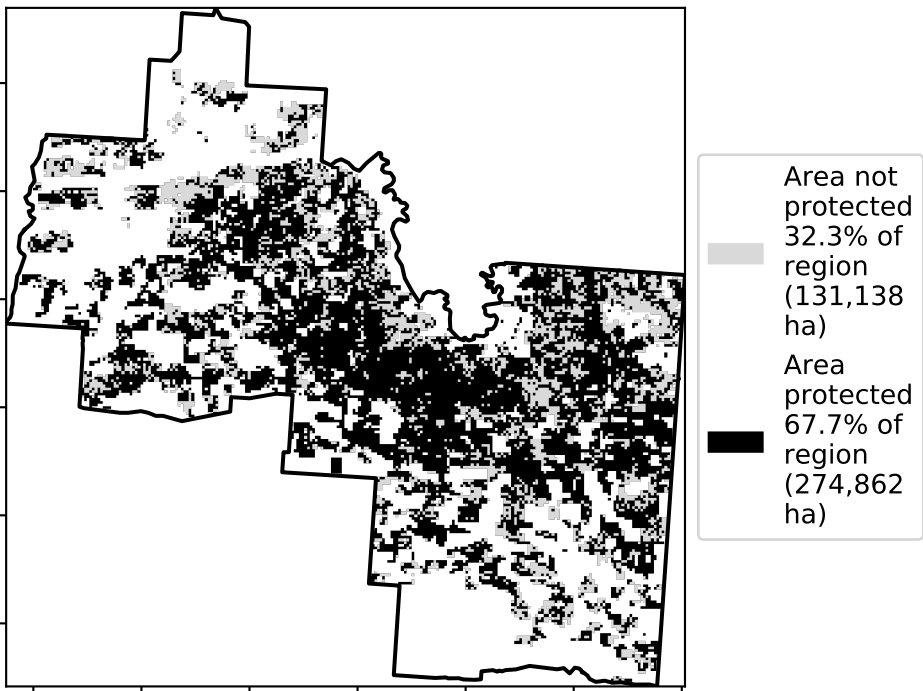 Area not
protected
32.3% of
region
(131,138
ha)
Area
protected
67.7% of
region
(274,862
ha)